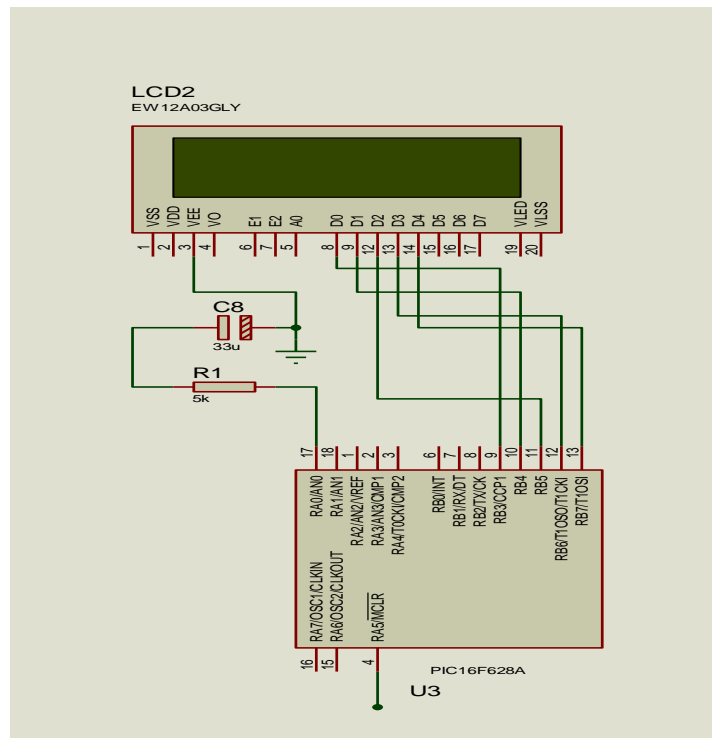 LCD2
EW12A03GLY
VSS VDD VEE VO E1 E2 A0 D0 D1 D2 D3 D4 D5 D6 D7 VLED VLSS
1 2 3 4 6 7 5 8 9 12 13 14 15 16 17 19 20
C8
33u
R1
5k
17 18 1 2 3 6 7 8 9 10 11 12 13
RA0/AN0 RA1/AN1 RA2/AN2/VREF RA3/AN3/CMP1 RA4/T0CKI/CMP2 RB0/INT RB1/RX/DT RB2/TX/CK RB3/CCP1 RB4 RB5 RB6/T1OSO/T1CKI RB7/T1OSI
RA7/OSC1/CLKIN RA6/OSC2/CLKOUT RA5/MCLR
16 15 4
PIC16F628A
U3